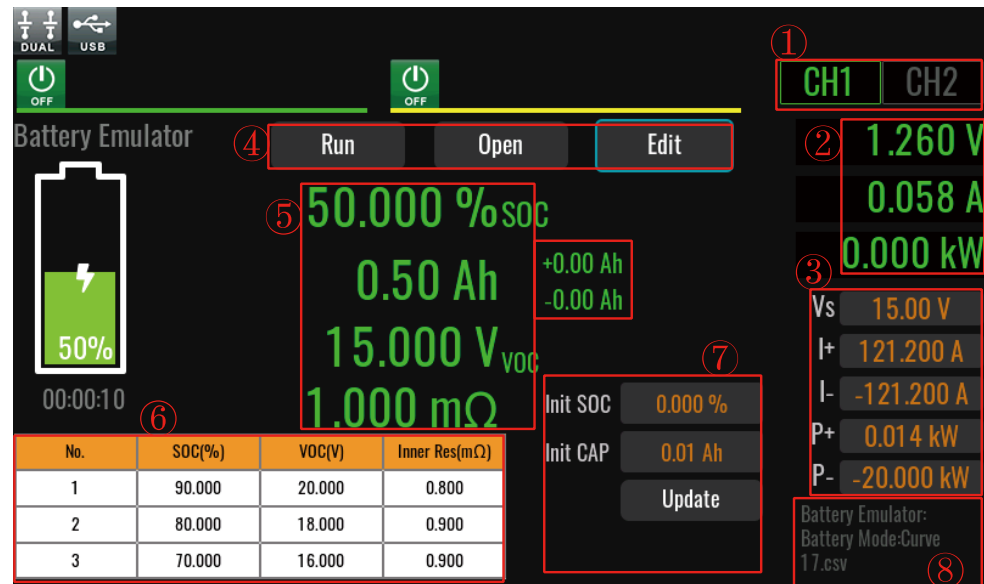 DUAL USB
①
OFF OFF CH1 CH2
Battery Emulator ④ Run Open Edit ② 1.260 V
⑤ 50.000 % SOC 0.058 A
0.50 Ah +0.00 Ah 0.000 kW
-0.00 Ah ③
Vs 15.00 V
50% 15.000 V VOC ⑦ I+ 121.200 A
00:00:10 1.000 mΩ Init SOC 0.000 % I- -121.200 A
⑥ P+ 0.014 kW
Init CAP 0.01 Ah P- -20.000 kW
Update
No. SOC(%) VOC(V) Inner Res(mΩ)
1 90.000 20.000 0.800
2 80.000 18.000 0.900
3 70.000 16.000 0.900
Battery Emulator:
Battery Mode:Curve
17.csv ⑧